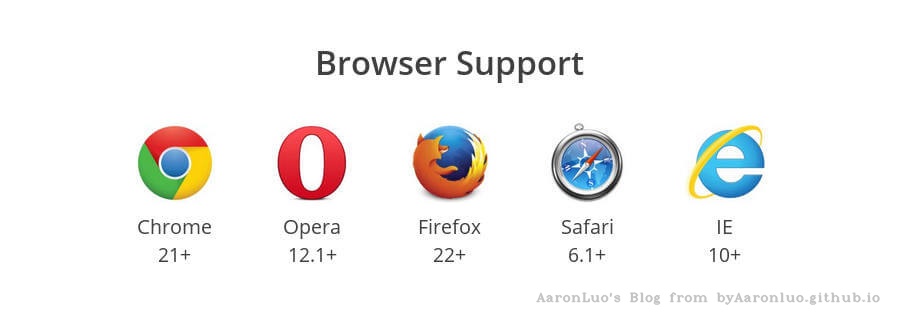 Browser Support
Chrome Opera Firefox Safari IE
21+ 12.1+ 22+ 6.1+ 10+
AaronLuo's Blog from byAaronluo.github.io